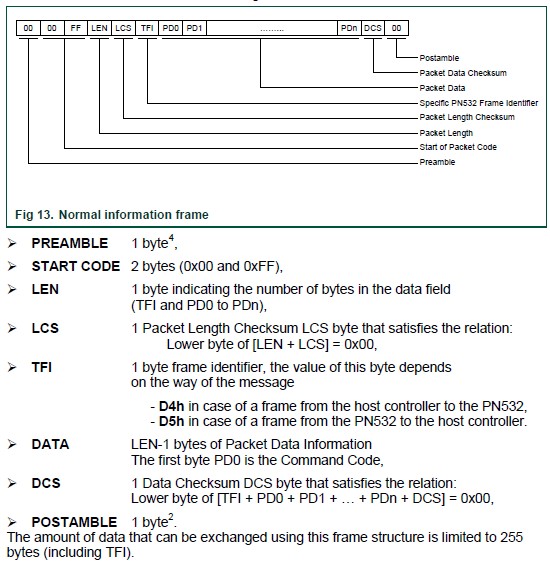 00 00 FF LEN LCS TFI PD0 PD1 ......... PDn DCS 00
Postamble
Packet Data Checksum
Packet Data
Specific PN532 Frame Identifier
Packet Length Checksum
Packet Length
Start of Packet Code
Preamble
Fig 13. Normal information frame
➢ PREAMBLE 1 byte⁴,
➢ START CODE 2 bytes (0x00 and 0xFF),
➢ LEN 1 byte indicating the number of bytes in the data field
(TFI and PD0 to PDn),
➢ LCS 1 Packet Length Checksum LCS byte that satisfies the relation:
Lower byte of [LEN + LCS] = 0x00,
➢ TFI 1 byte frame identifier, the value of this byte depends
on the way of the message
- D4h in case of a frame from the host controller to the PN532,
- D5h in case of a frame from the PN532 to the host controller.
➢ DATA LEN-1 bytes of Packet Data Information
The first byte PD0 is the Command Code,
➢ DCS 1 Data Checksum DCS byte that satisfies the relation:
Lower byte of [TFI + PD0 + PD1 + … + PDn + DCS] = 0x00,
➢ POSTAMBLE 1 byte².
The amount of data that can be exchanged using this frame structure is limited to 255
bytes (including TFI).